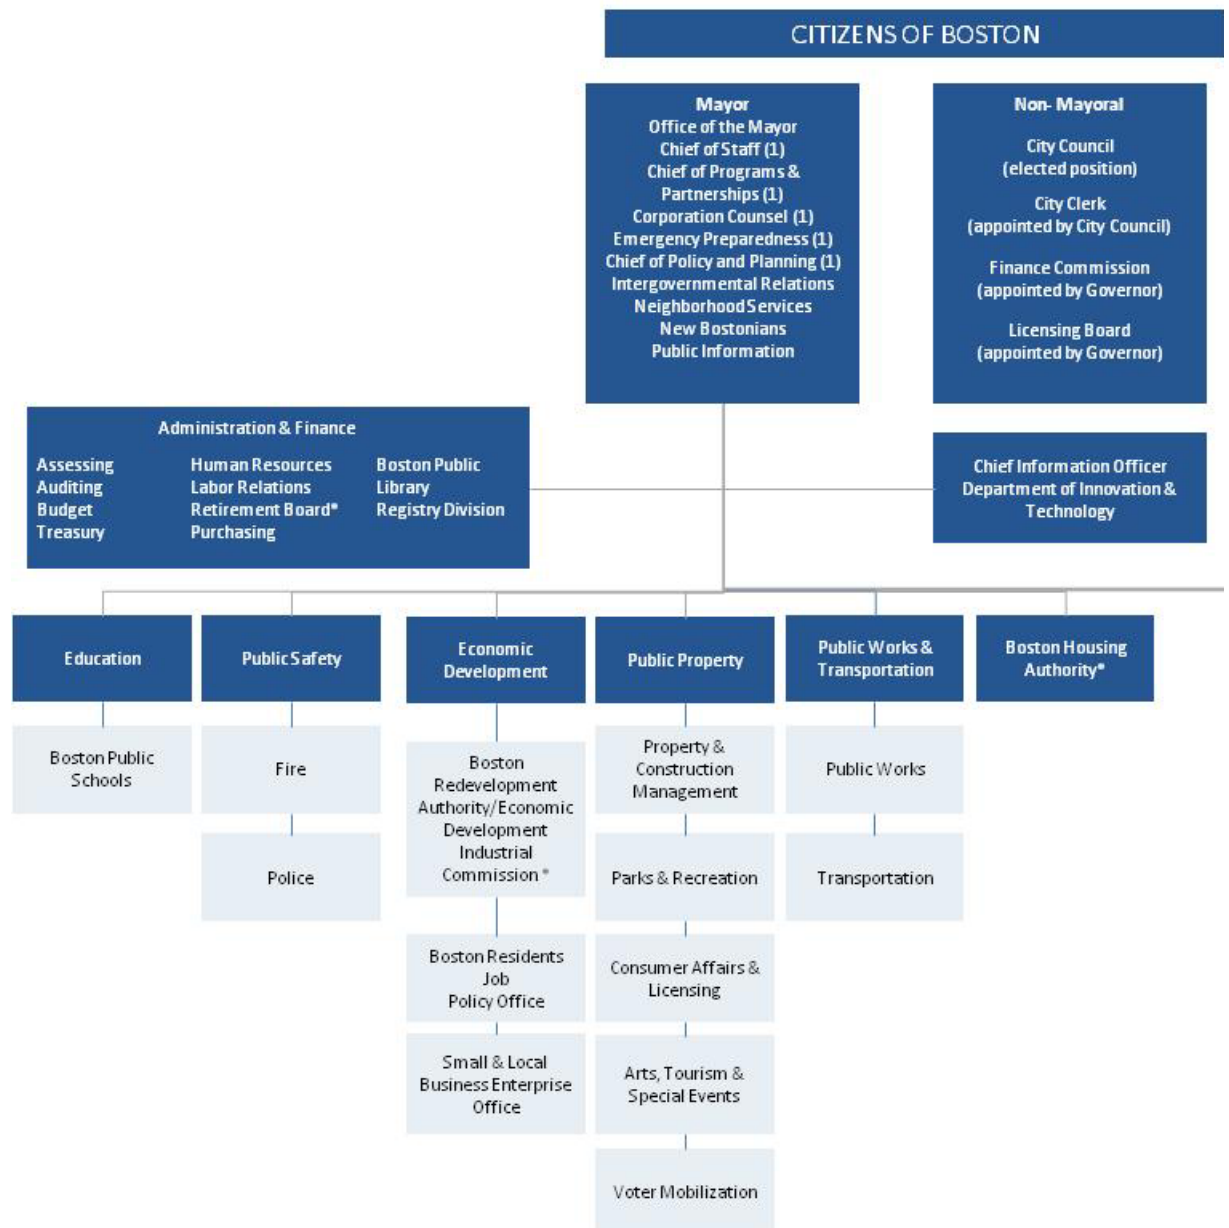 CITIZENS OF BOSTON
Mayor
Office of the Mayor
Chief of Staff (1)
Chief of Programs &
Partnerships (1)
Corporation Counsel (1)
Emergency Preparedness (1)
Chief of Policy and Planning (1)
Intergovernmental Relations
Neighborhood Services
New Bostonians
Public Information
Non- Mayoral
City Council
(elected position)
City Clerk
(appointed by City Council)
Finance Commission
(appointed by Governor)
Licensing Board
(appointed by Governor)
Administration & Finance
Assessing
Auditing
Budget
Treasury
Human Resources
Labor Relations
Retirement Board*
Purchasing
Boston Public
Library
Registry Division
Chief Information Officer
Department of Innovation &
Technology
Education
Boston Public
Schools
Public Safety
Fire
Police
Economic
Development
Boston
Redevelopment
Authority/Economic
Development
Industrial
Commission *
Boston Residents
Job
Policy Office
Small & Local
Business Enterprise
Office
Public Property
Property &
Construction
Management
Parks & Recreation
Consumer Affairs &
Licensing
Arts, Tourism &
Special Events
Voter Mobilization
Public Works &
Transportation
Public Works
Transportation
Boston Housing
Authority*